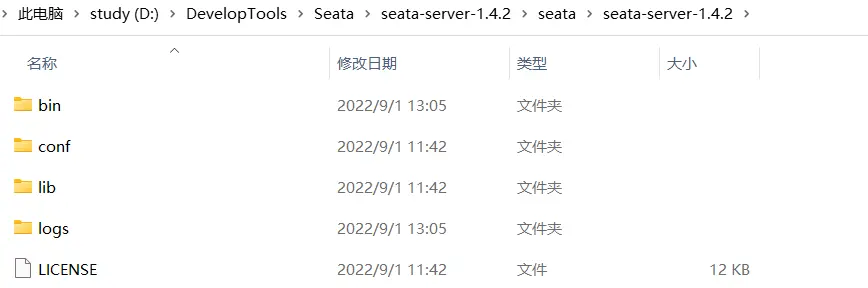 此电脑 > study (D:) > DevelopTools > Seata > seata-server-1.4.2 > seata > seata-server-1.4.2 >
名称 修改日期 类型 大小
bin 2022/9/1 13:05 文件夹
conf 2022/9/1 11:42 文件夹
lib 2022/9/1 11:42 文件夹
logs 2022/9/1 13:05 文件夹
LICENSE 2022/9/1 11:42 文件 12 KB